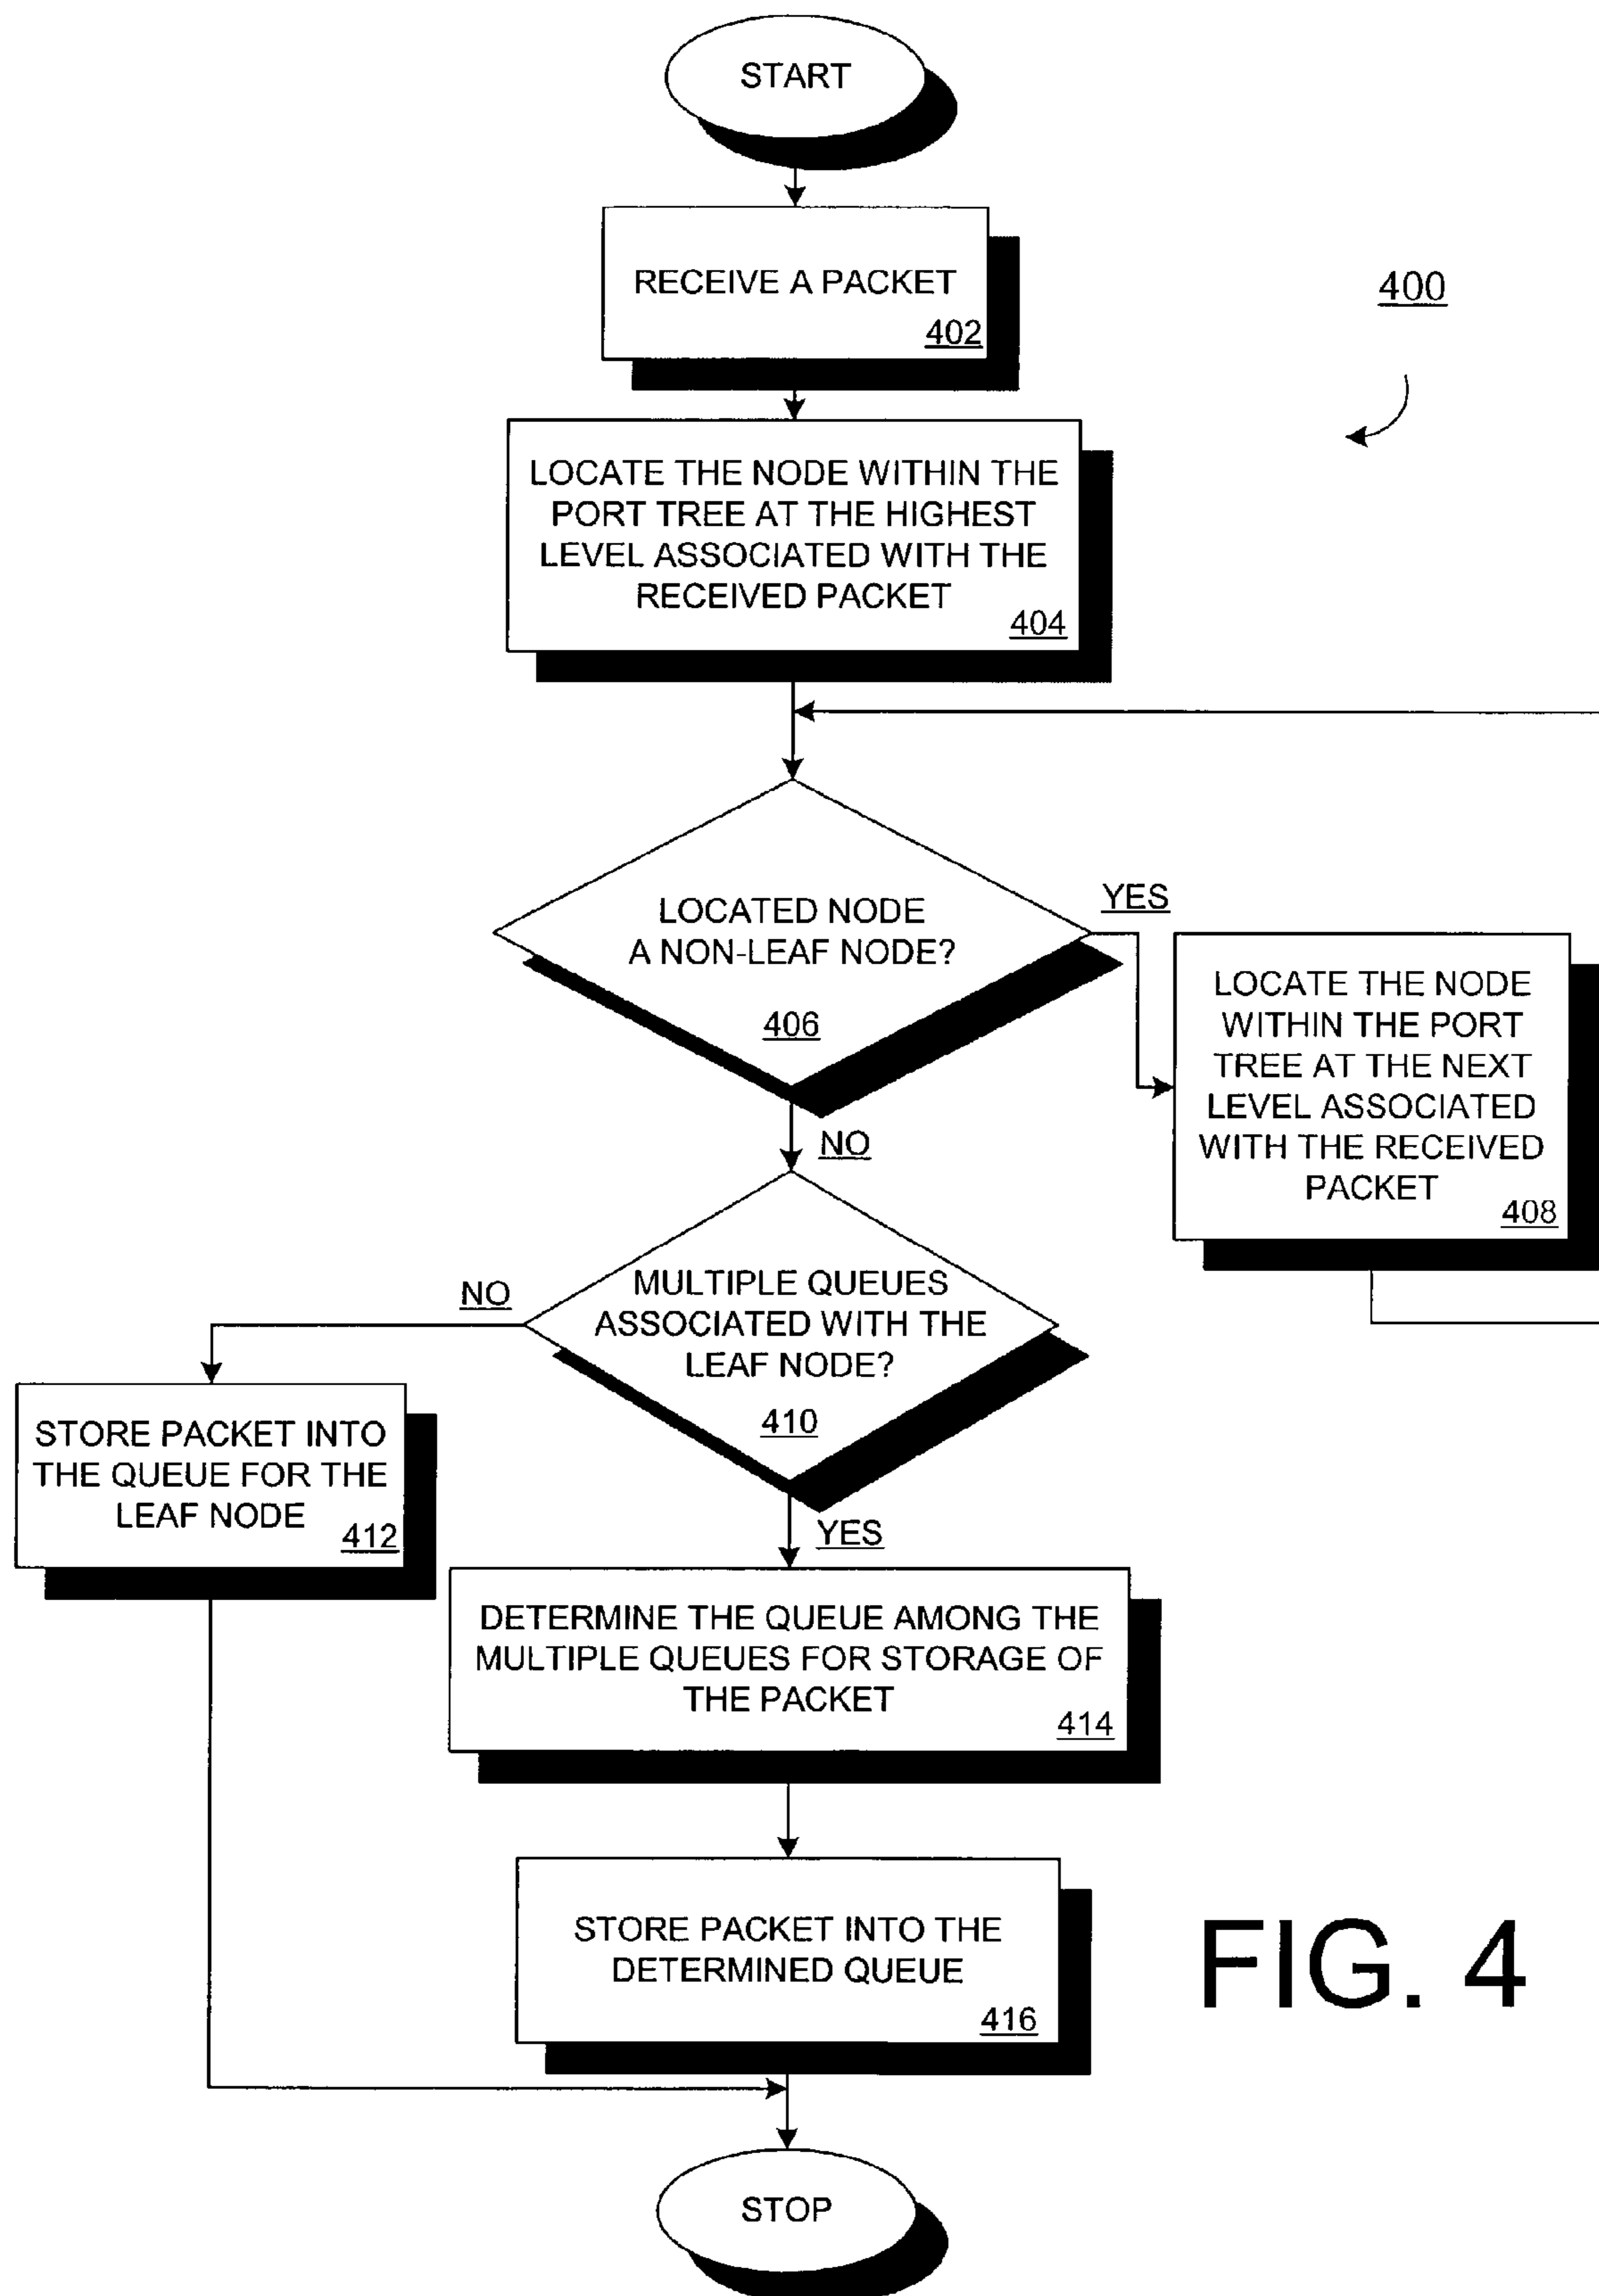 START
RECEIVE A PACKET
402
400
LOCATE THE NODE WITHIN THE
PORT TREE AT THE HIGHEST
LEVEL ASSOCIATED WITH THE
RECEIVED PACKET
404
LOCATED NODE
A NON-LEAF NODE?
406
YES
LOCATE THE NODE
WITHIN THE PORT
TREE AT THE NEXT
LEVEL ASSOCIATED
WITH THE RECEIVED
PACKET
408
NO
MULTIPLE QUEUES
ASSOCIATED WITH THE
LEAF NODE?
410
NO
STORE PACKET INTO
THE QUEUE FOR THE
LEAF NODE
412
YES
DETERMINE THE QUEUE AMONG THE
MULTIPLE QUEUES FOR STORAGE OF
THE PACKET
414
STORE PACKET INTO THE
DETERMINED QUEUE
416
FIG. 4
STOP